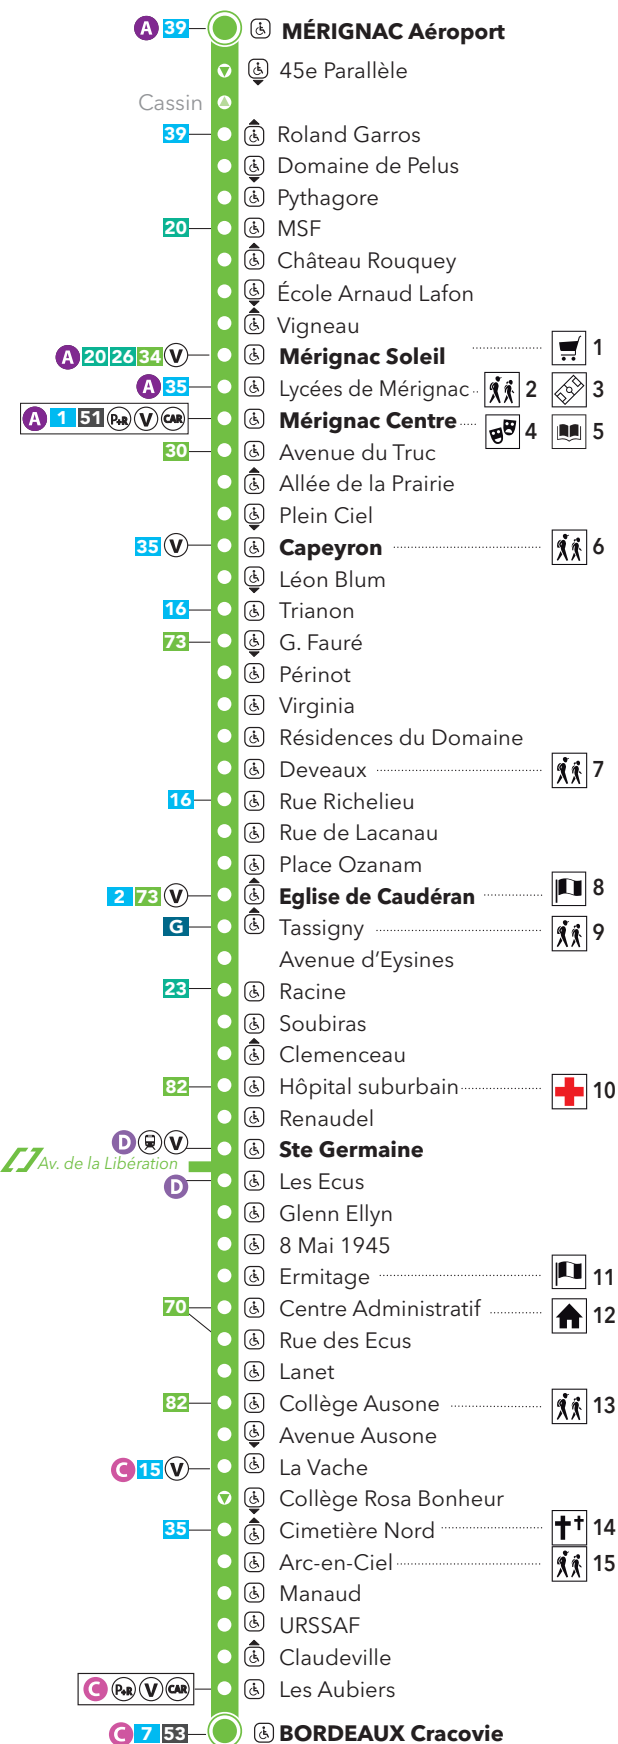 A 39 MÉRIGNAC Aéroport
45e Parallèle
Cassin
39 Roland Garros
Domaine de Pelus
Pythagore
20 MSF
Château Rouquey
École Arnaud Lafon
Vigneau
A 20 26 34 V Mérignac Soleil 1
A 35 Lycées de Mérignac 2 3
A 1 51 P+R V CAR Mérignac Centre 4 5
30 Avenue du Truc
Allée de la Prairie
Plein Ciel
35 V Capeyron 6
Léon Blum
16 Trianon
73 G. Fauré
Périnot
Virginia
Résidences du Domaine
Deveaux 7
16 Rue Richelieu
Rue de Lacanau
Place Ozanam
2 73 V Eglise de Caudéran 8
G Tassigny 9
Avenue d'Eysines
23 Racine
Soubiras
Clemenceau
82 Hôpital suburbain 10
Renaudel
D V Ste Germaine
Av. de la Libération
D Les Ecus
Glenn Ellyn
8 Mai 1945
Ermitage 11
70 Centre Administratif 12
Rue des Ecus
Lanet
82 Collège Ausone 13
Avenue Ausone
C 15 V La Vache
Collège Rosa Bonheur
35 Cimetière Nord 14
Arc-en-Ciel 15
Manaud
URSSAF
Claudeville
C P+R V CAR Les Aubiers
C 7 53 BORDEAUX Cracovie